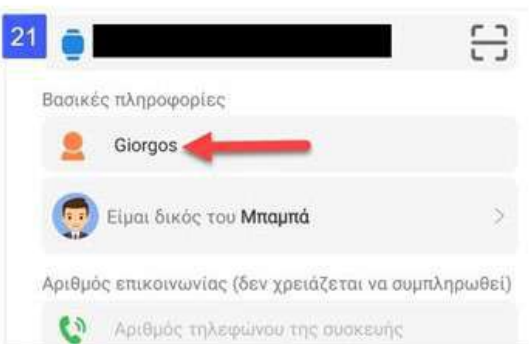 21
Βασικές πληροφορίες
Giorgos
Είμαι δικός του Μπαμπά
Αριθμός επικοινωνίας (δεν χρειάζεται να συμπληρωθεί)
Αριθμός τηλεφώνου της συσκευής